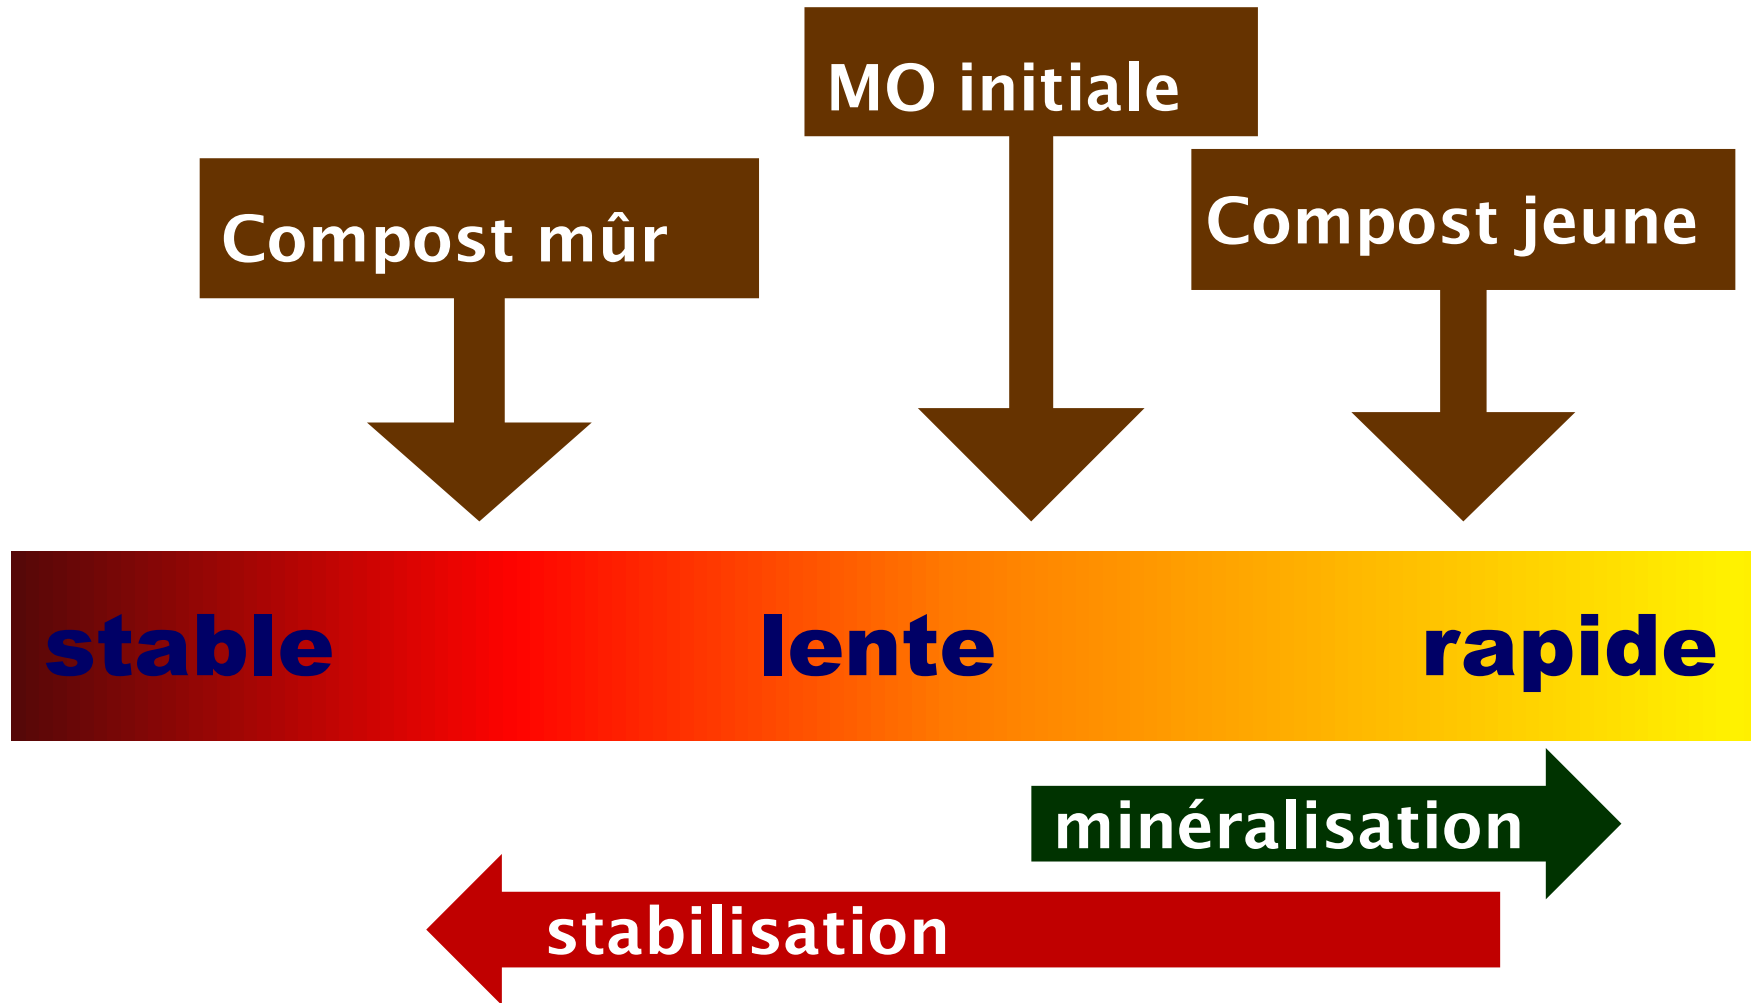 MO initiale
Compost mûr
Compost jeune
stable
lente
rapide
minéralisation
stabilisation